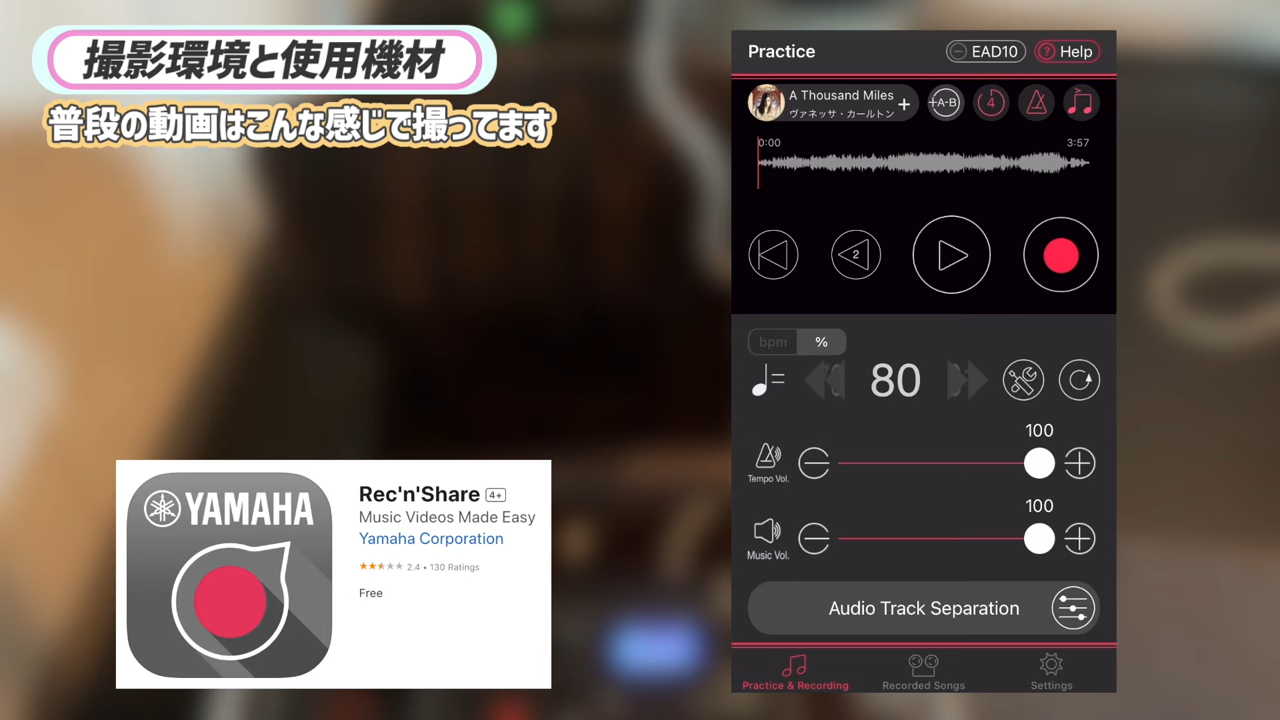 撮影環境と使用機材
普段の動画はこんな感じで撮ってます
YAMAHA
Rec'n'Share 4+
Music Videos Made Easy
Yamaha Corporation
2.4 • 130 Ratings
Free
Practice
EAD10
? Help
A Thousand Miles
ヴァネッサ・カールトン
+
+A-B
4
0:00
3:57
2
bpm
%
80
100
Tempo Vol.
100
Music Vol.
Audio Track Separation
Practice & Recording
Recorded Songs
Settings